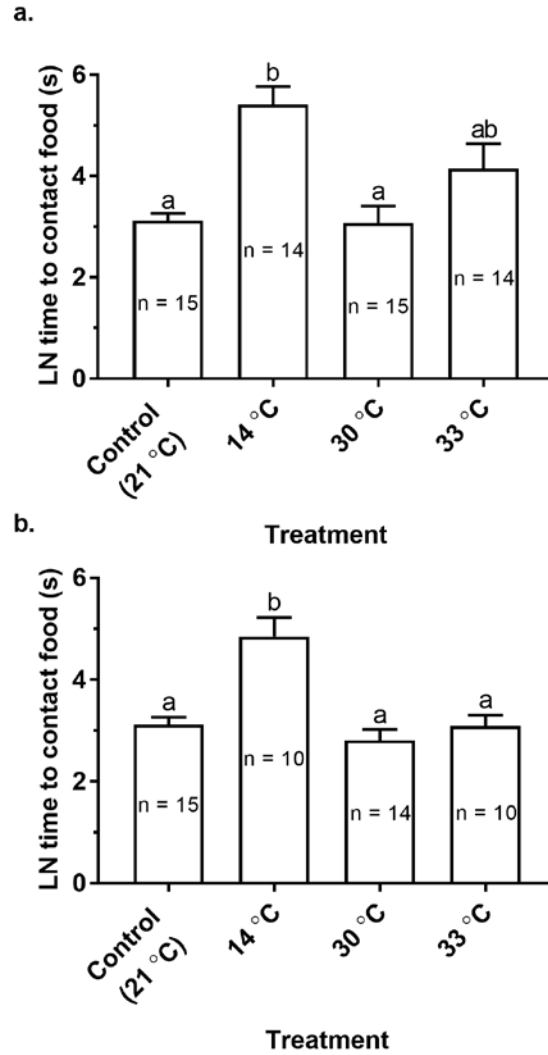 a.
LN time to contact food (s)
6
4
2
0
a
b
a
ab
n = 15
n = 14
n = 15
n = 14
Control
(21 °C)
14 °C
30 °C
33 °C
Treatment
b.
LN time to contact food (s)
6
4
2
0
a
b
a
a
n = 15
n = 10
n = 14
n = 10
Control
(21 °C)
14 °C
30 °C
33 °C
Treatment